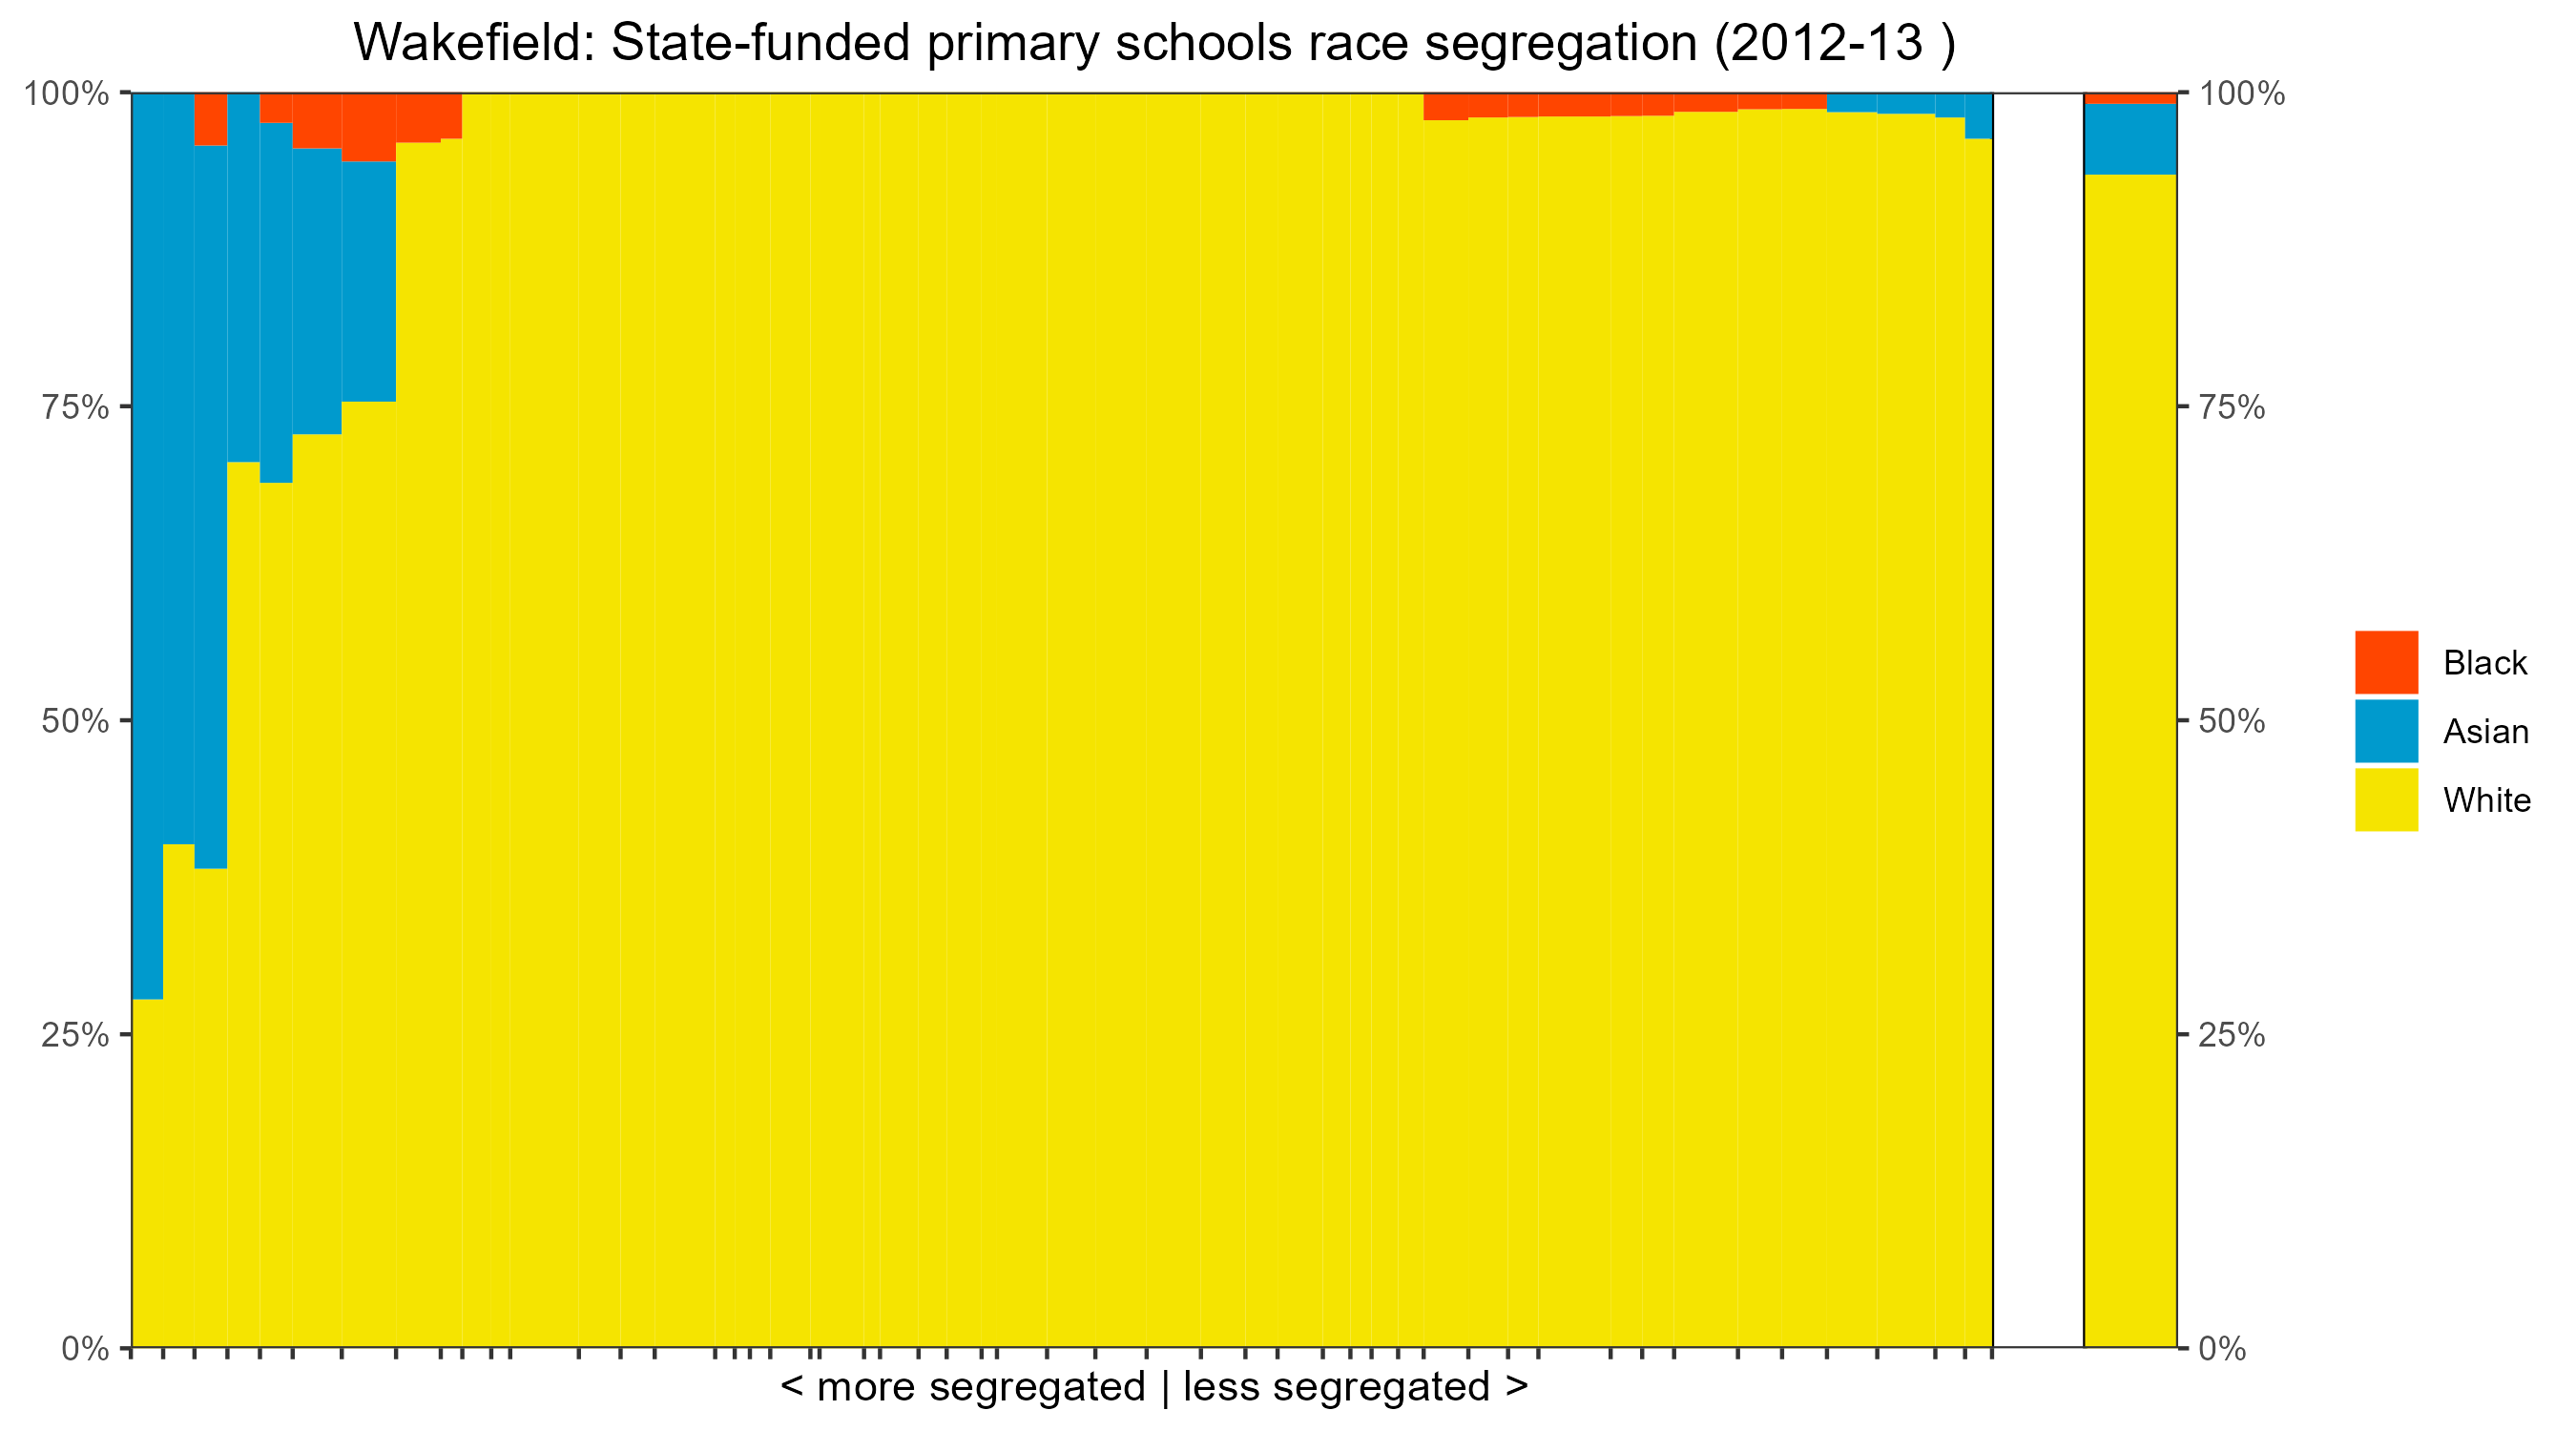 Wakefield: State-funded primary schools race segregation (2012-13 )
100%
75%
50%
25%
0%
100%
75%
50%
25%
0%
Black
Asian
White
< more segregated | less segregated >